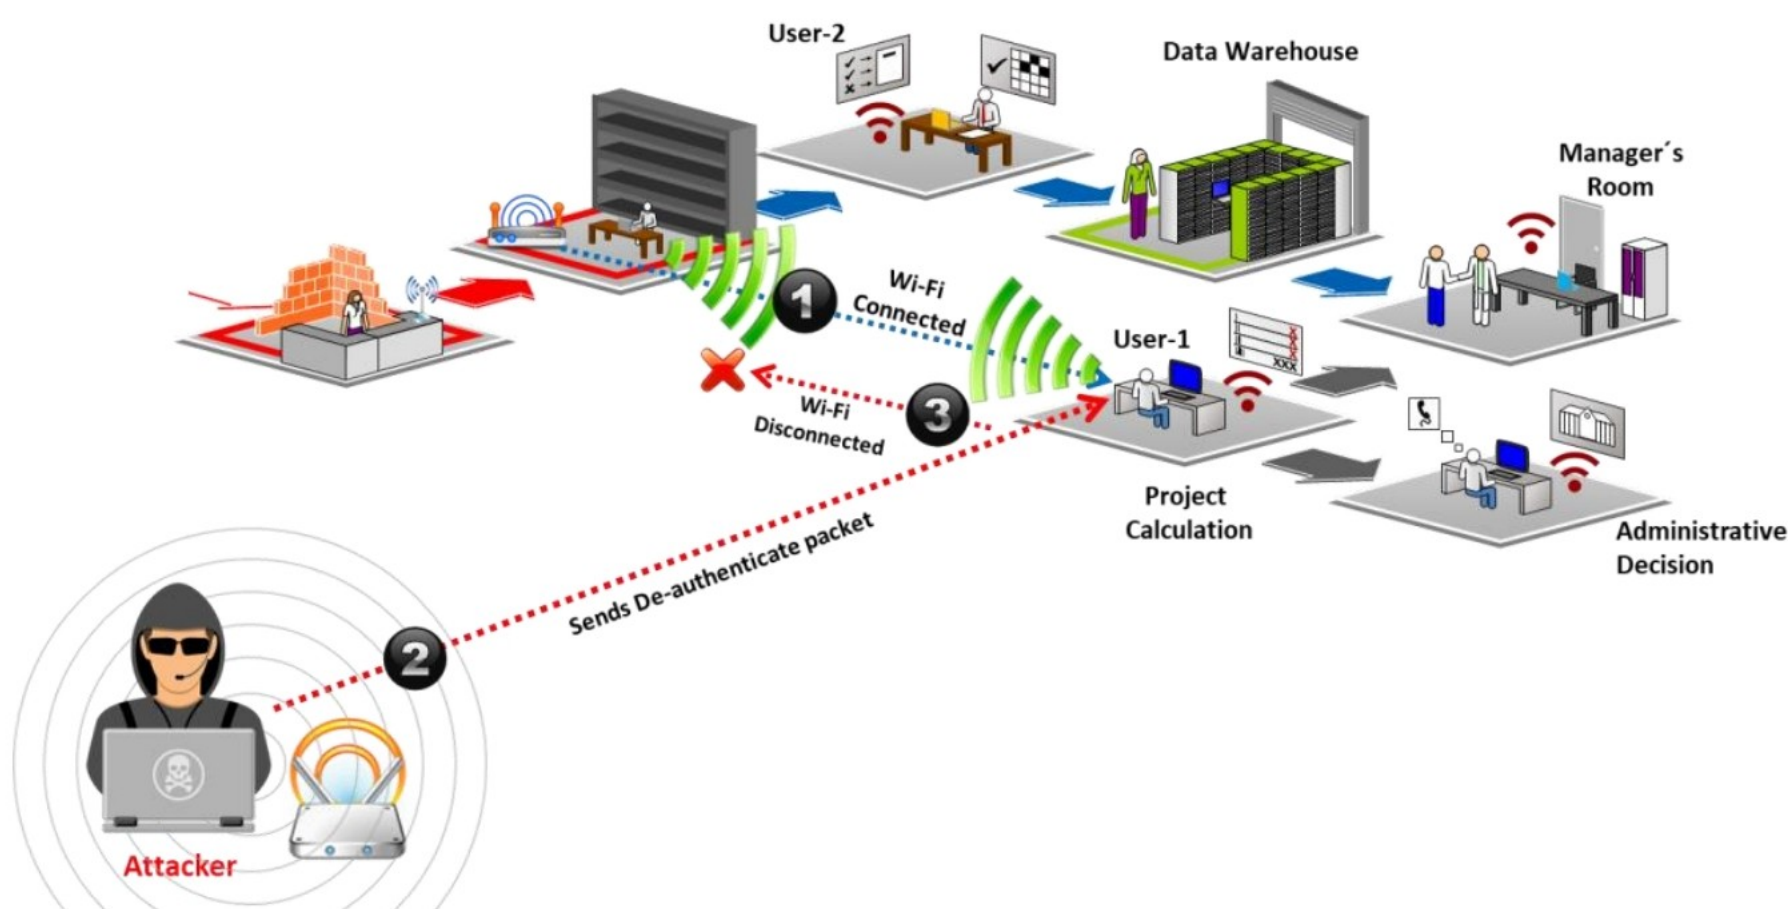 User-2
Data Warehouse
Manager´s
Room
Wi-Fi
Connected
1
User-1
XXX
Wi-Fi
Disconnected
3
Project
Calculation
Administrative
Decision
Sends De-authenticate packet
2
Attacker